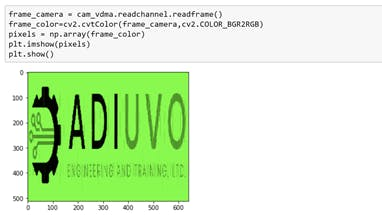 frame_camera = cam_vdma.readchannel.readframe()
frame_color=cv2.cvtColor(frame_camera,cv2.COLOR_BGR2RGB)
pixels = np.array(frame_color)
plt.imshow(pixels)
plt.show()
0
100
200
300
400
500
ADIUVO
ENGINEERING AND TRAINING, LTD.
0 100 200 300 400 500 600